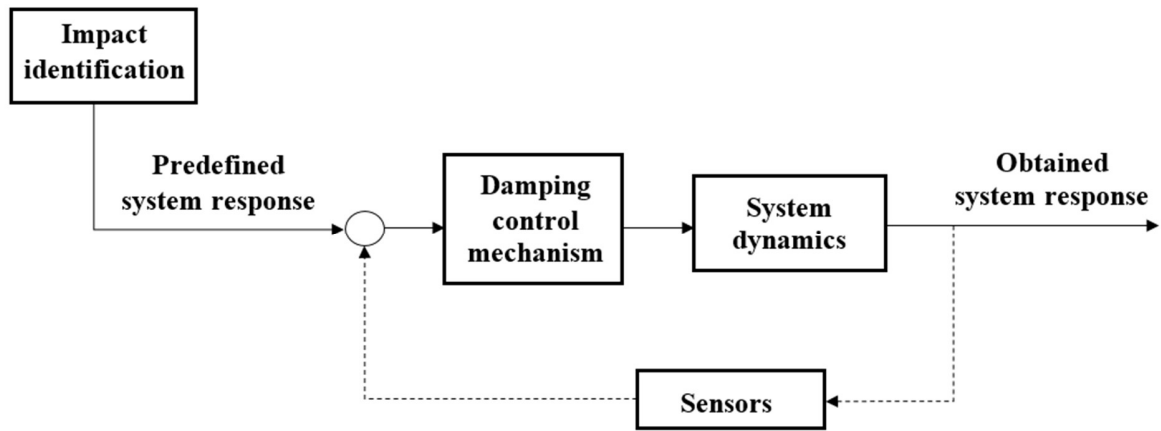 Impact
identification
Predefined
system response
Damping
control
mechanism
System
dynamics
Obtained
system response
Sensors